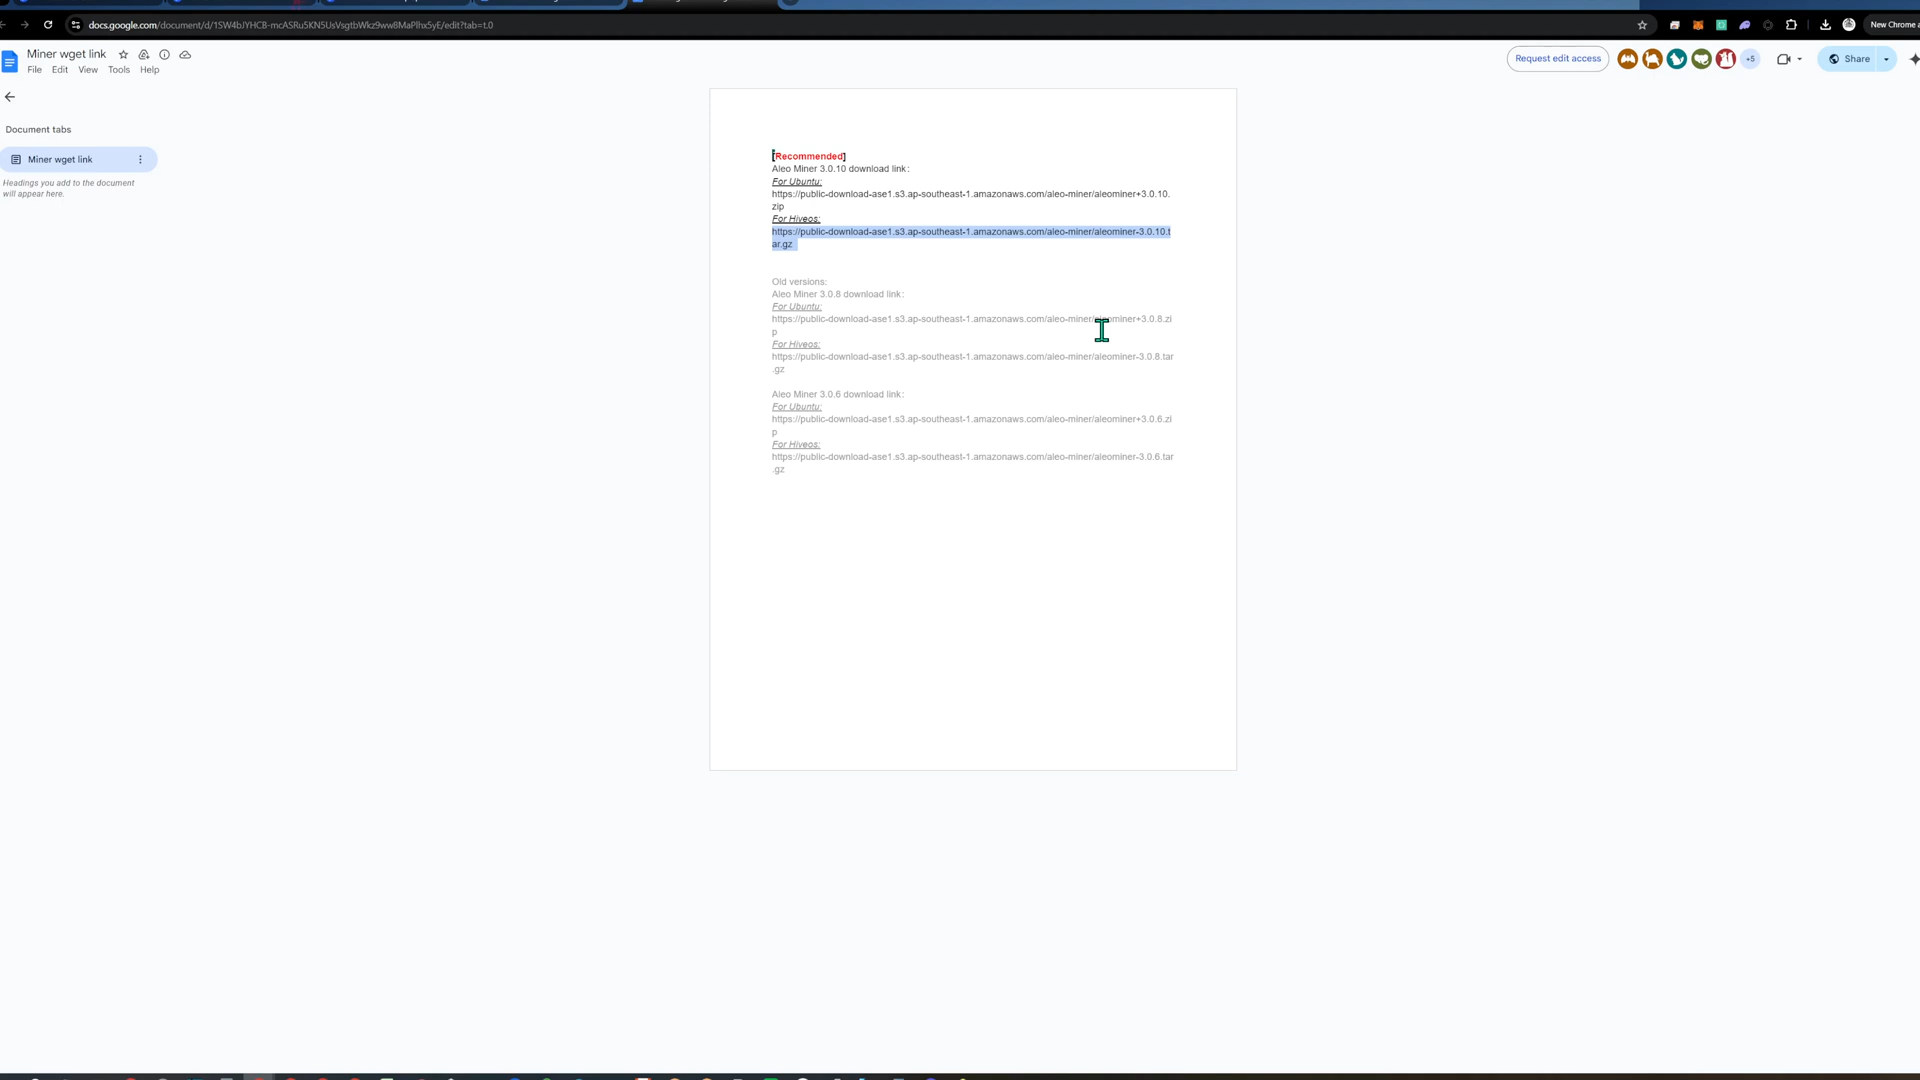 docs.google.com/document/d/1SW4bJYHCB-mcASRu5KN5UsVsgtbWkz9ww8MaPlhx5yE/edit?tab=t.0
New Chrome a
Miner wget link
File Edit View Tools Help
Request edit access
+5
Share
Document tabs
Miner wget link
Headings you add to the document
will appear here.
[Recommended]
Aleo Miner 3.0.10 download link:
For Ubuntu:
https://public-download-ase1.s3.ap-southeast-1.amazonaws.com/aleo-miner/aleominer+3.0.10.
zip
For Hiveos:
https://public-download-ase1.s3.ap-southeast-1.amazonaws.com/aleo-miner/aleominer-3.0.10.t
ar.gz
Old versions:
Aleo Miner 3.0.8 download link:
For Ubuntu:
https://public-download-ase1.s3.ap-southeast-1.amazonaws.com/aleo-miner/aleominer+3.0.8.zi
p
For Hiveos:
https://public-download-ase1.s3.ap-southeast-1.amazonaws.com/aleo-miner/aleominer-3.0.8.tar
.gz
Aleo Miner 3.0.6 download link:
For Ubuntu:
https://public-download-ase1.s3.ap-southeast-1.amazonaws.com/aleo-miner/aleominer+3.0.6.zi
p
For Hiveos:
https://public-download-ase1.s3.ap-southeast-1.amazonaws.com/aleo-miner/aleominer-3.0.6.tar
.gz